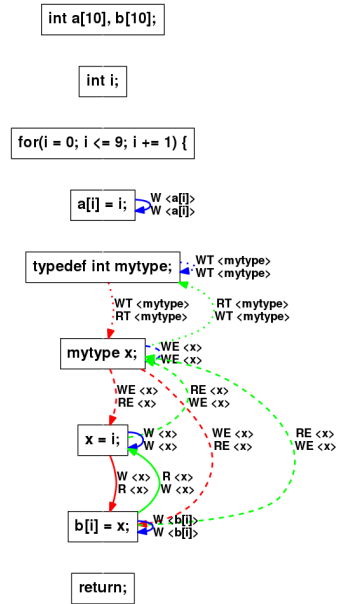 int a[10], b[10];
int i;
for(i = 0; i <= 9; i += 1) {
a[i] = i;
W <a[i]>
W <a[i]>
typedef int mytype;
WT <mytype>
WT <mytype>
WT <mytype>
RT <mytype>
RT <mytype>
WT <mytype>
mytype x;
WE <x>
WE <x>
WE <x>
RE <x>
RE <x>
WE <x>
x = i;
W <x>
W <x>
WE <x>
RE <x>
RE <x>
WE <x>
W <x>
R <x>
R <x>
W <x>
b[i] = x;
W <b[i]>
W <b[i]>
return;